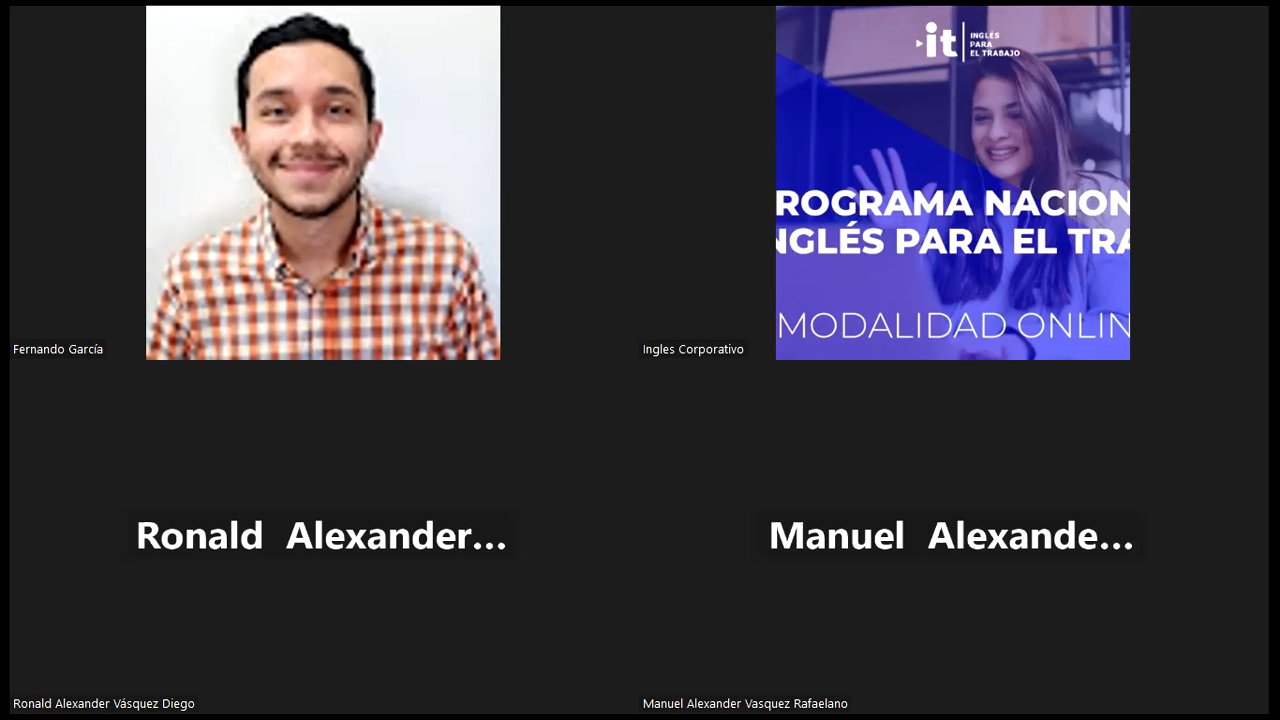 it
INGLÉS
PARA
EL TRABAJO
ROGRAMA NACION
NGLÉS PARA EL TRA
MODALIDAD ONLIN
Fernando García
Ingles Corporativo
Ronald Alexander...
Manuel Alexande...
Ronald Alexander Vásquez Diego
Manuel Alexander Vasquez Rafaelano